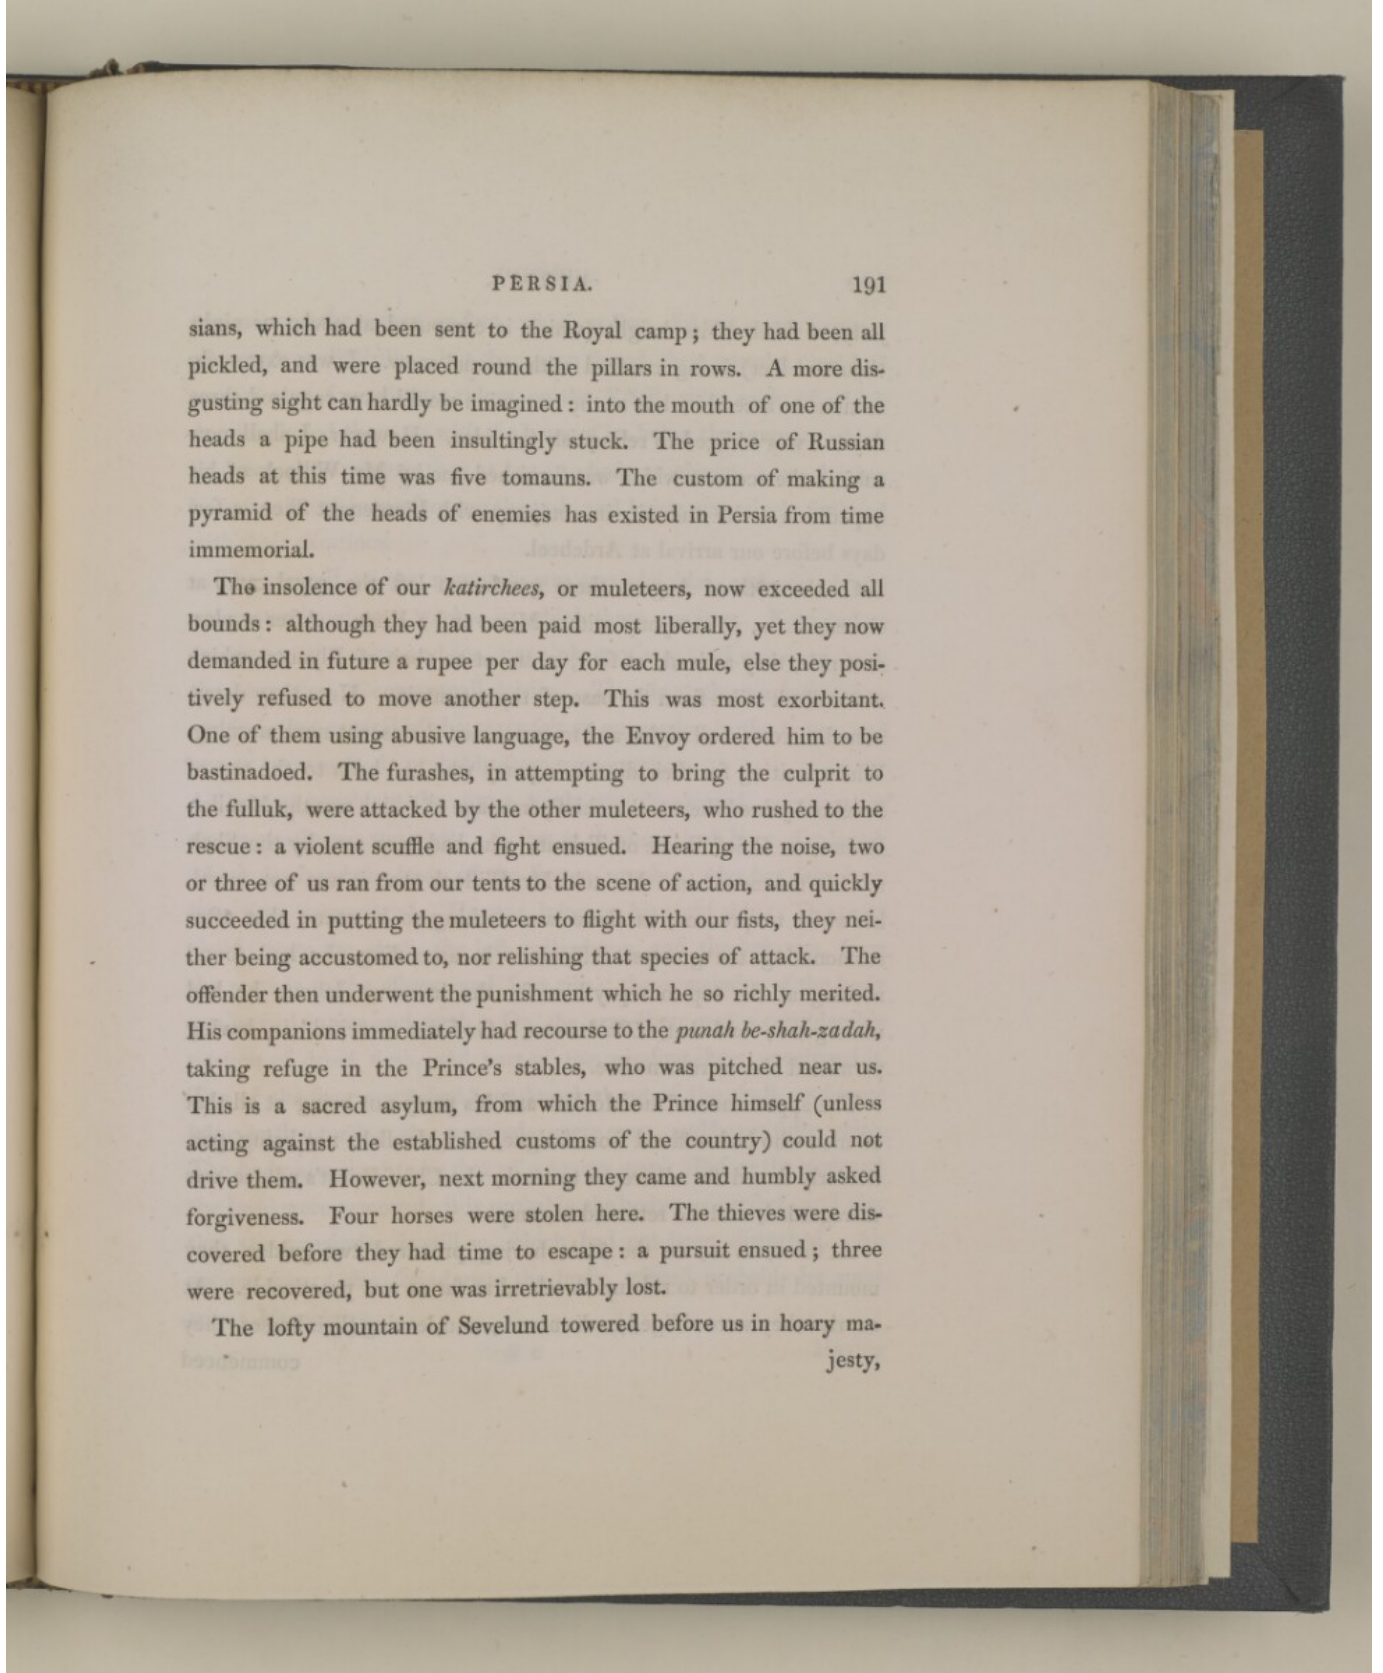 PERSIA. 191
sians, which had been sent to the Royal camp; they had been all
pickled, and were placed round the pillars in rows. A more dis-
gusting sight can hardly be imagined: into the mouth of one of the
heads a pipe had been insultingly stuck. The price of Russian
heads at this time was five tomauns. The custom of making a
pyramid of the heads of enemies has existed in Persia from time
immemorial.
The insolence of our katirchees, or muleteers, now exceeded all
bounds: although they had been paid most liberally, yet they now
demanded in future a rupee per day for each mule, else they posi-
tively refused to move another step. This was most exorbitant.
One of them using abusive language, the Envoy ordered him to be
bastinadoed. The furashes, in attempting to bring the culprit to
the fulluk, were attacked by the other muleteers, who rushed to the
rescue: a violent scuffle and fight ensued. Hearing the noise, two
or three of us ran from our tents to the scene of action, and quickly
succeeded in putting the muleteers to flight with our fists, they nei-
ther being accustomed to, nor relishing that species of attack. The
offender then underwent the punishment which he so richly merited.
His companions immediately had recourse to the punah be-shah-zadah,
taking refuge in the Prince's stables, who was pitched near us.
This is a sacred asylum, from which the Prince himself (unless
acting against the established customs of the country) could not
drive them. However, next morning they came and humbly asked
forgiveness. Four horses were stolen here. The thieves were dis-
covered before they had time to escape: a pursuit ensued; three
were recovered, but one was irretrievably lost.
The lofty mountain of Sevelund towered before us in hoary ma-
jesty,